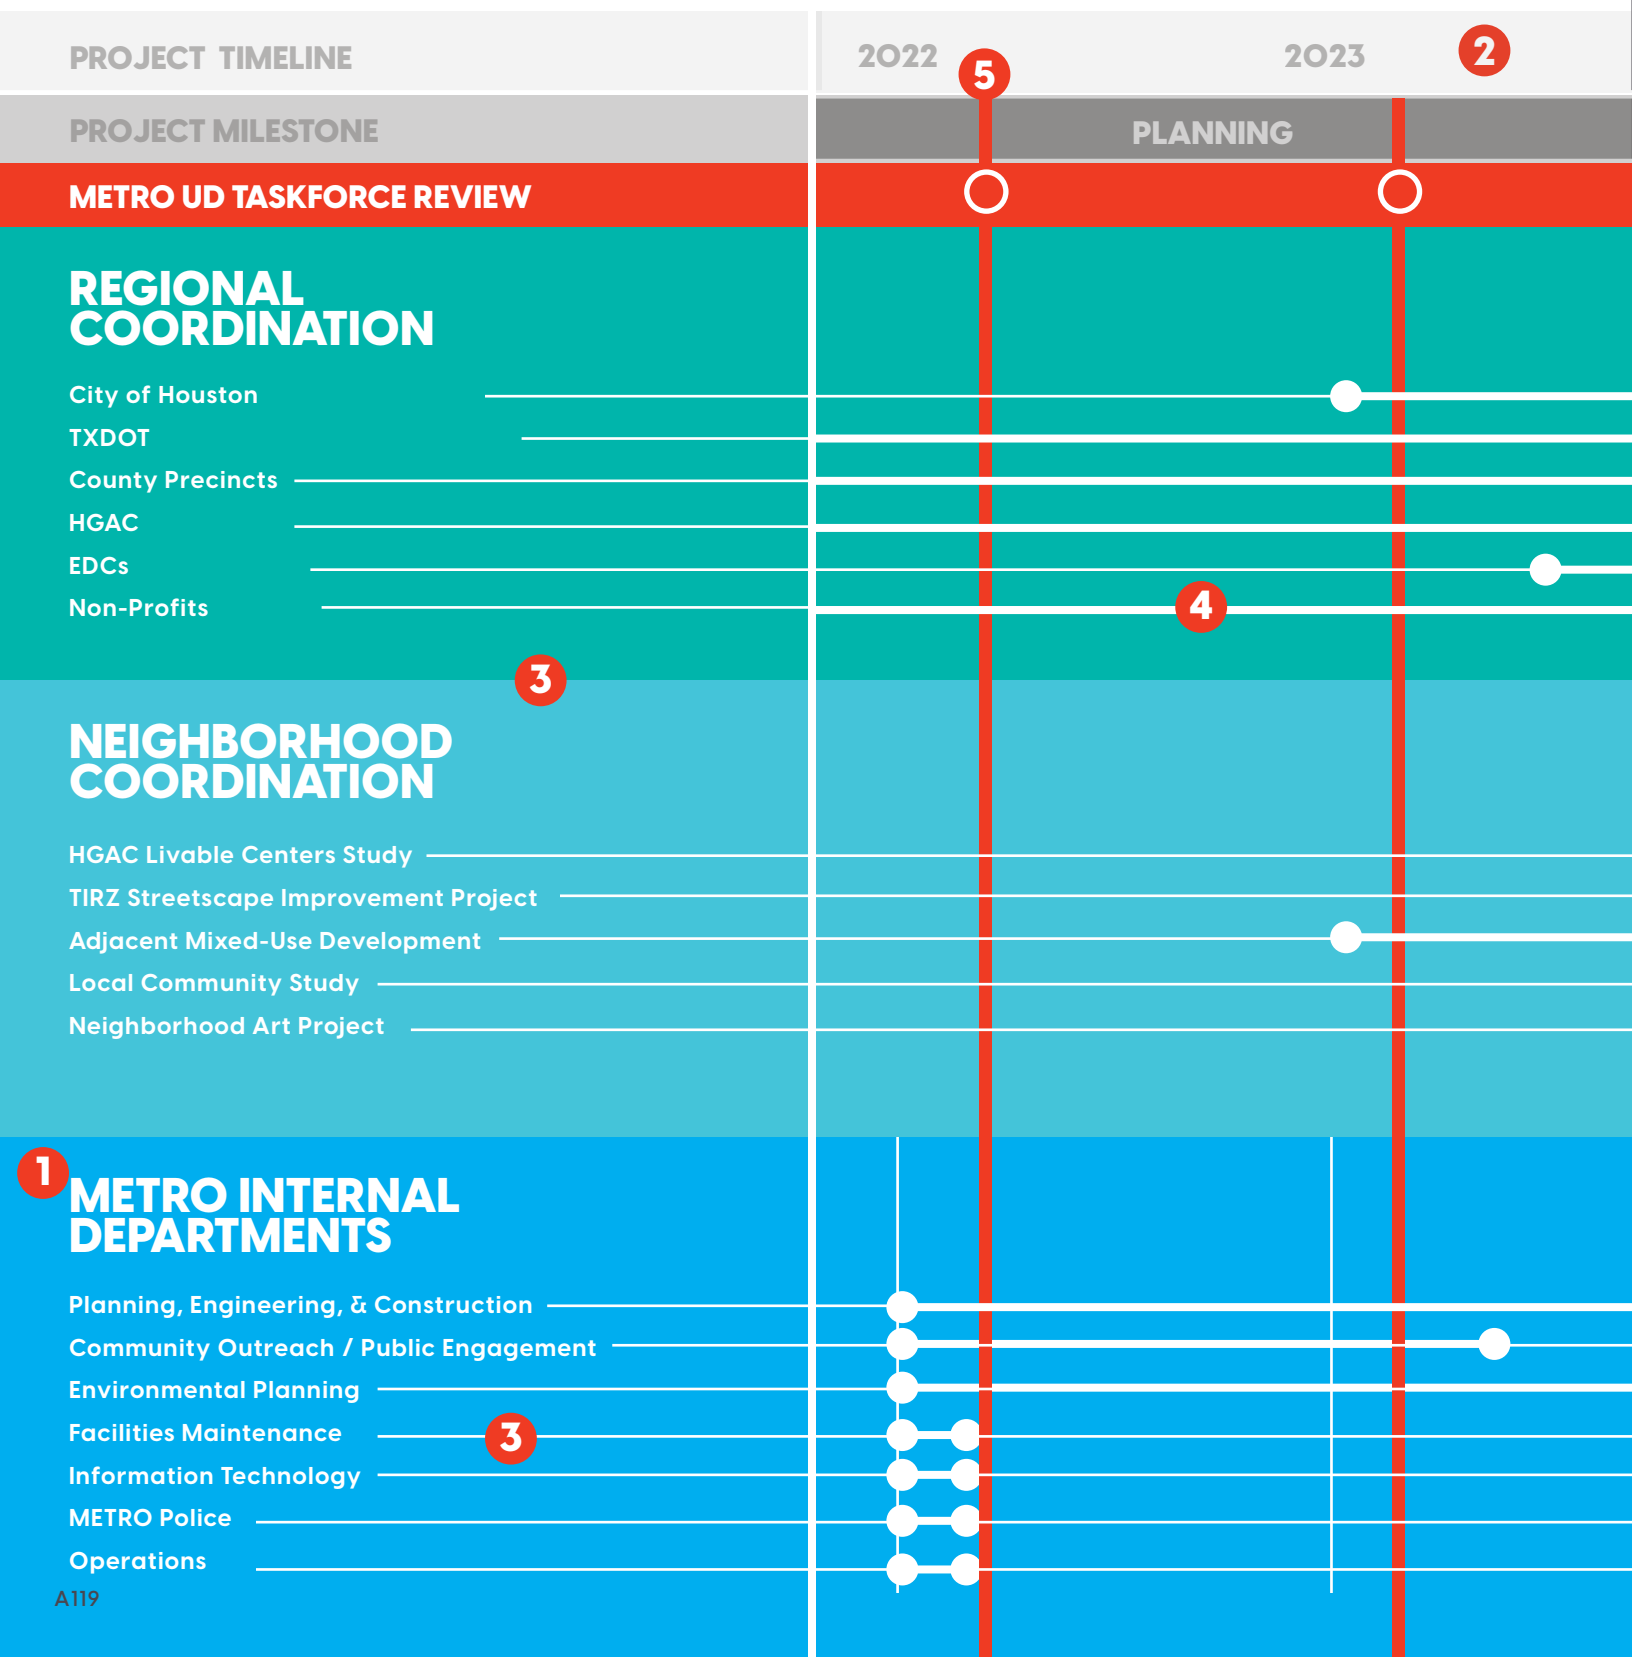 PROJECT TIMELINE
2022
2023
2
5
PROJECT MILESTONE
PLANNING
METRO UD TASKFORCE REVIEW
REGIONAL
COORDINATION
City of Houston
TXDOT
County Precincts
HGAC
EDCs
Non-Profits
4
3
NEIGHBORHOOD
COORDINATION
HGAC Livable Centers Study
TIRZ Streetscape Improvement Project
Adjacent Mixed-Use Development
Local Community Study
Neighborhood Art Project
1
METRO INTERNAL
DEPARTMENTS
Planning, Engineering, & Construction
Community Outreach / Public Engagement
Environmental Planning
Facilities Maintenance
3
Information Technology
METRO Police
Operations
A119